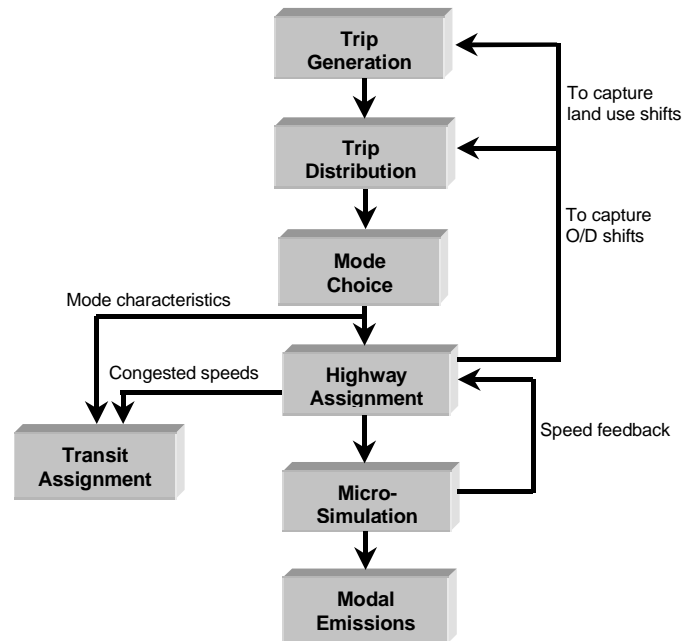 Trip
Generation
To capture
land use shifts
Trip
Distribution
To capture
O/D shifts
Mode
Choice
Mode characteristics
Highway
Assignment
Congested speeds
Speed feedback
Transit
Assignment
Micro-
Simulation
Modal
Emissions